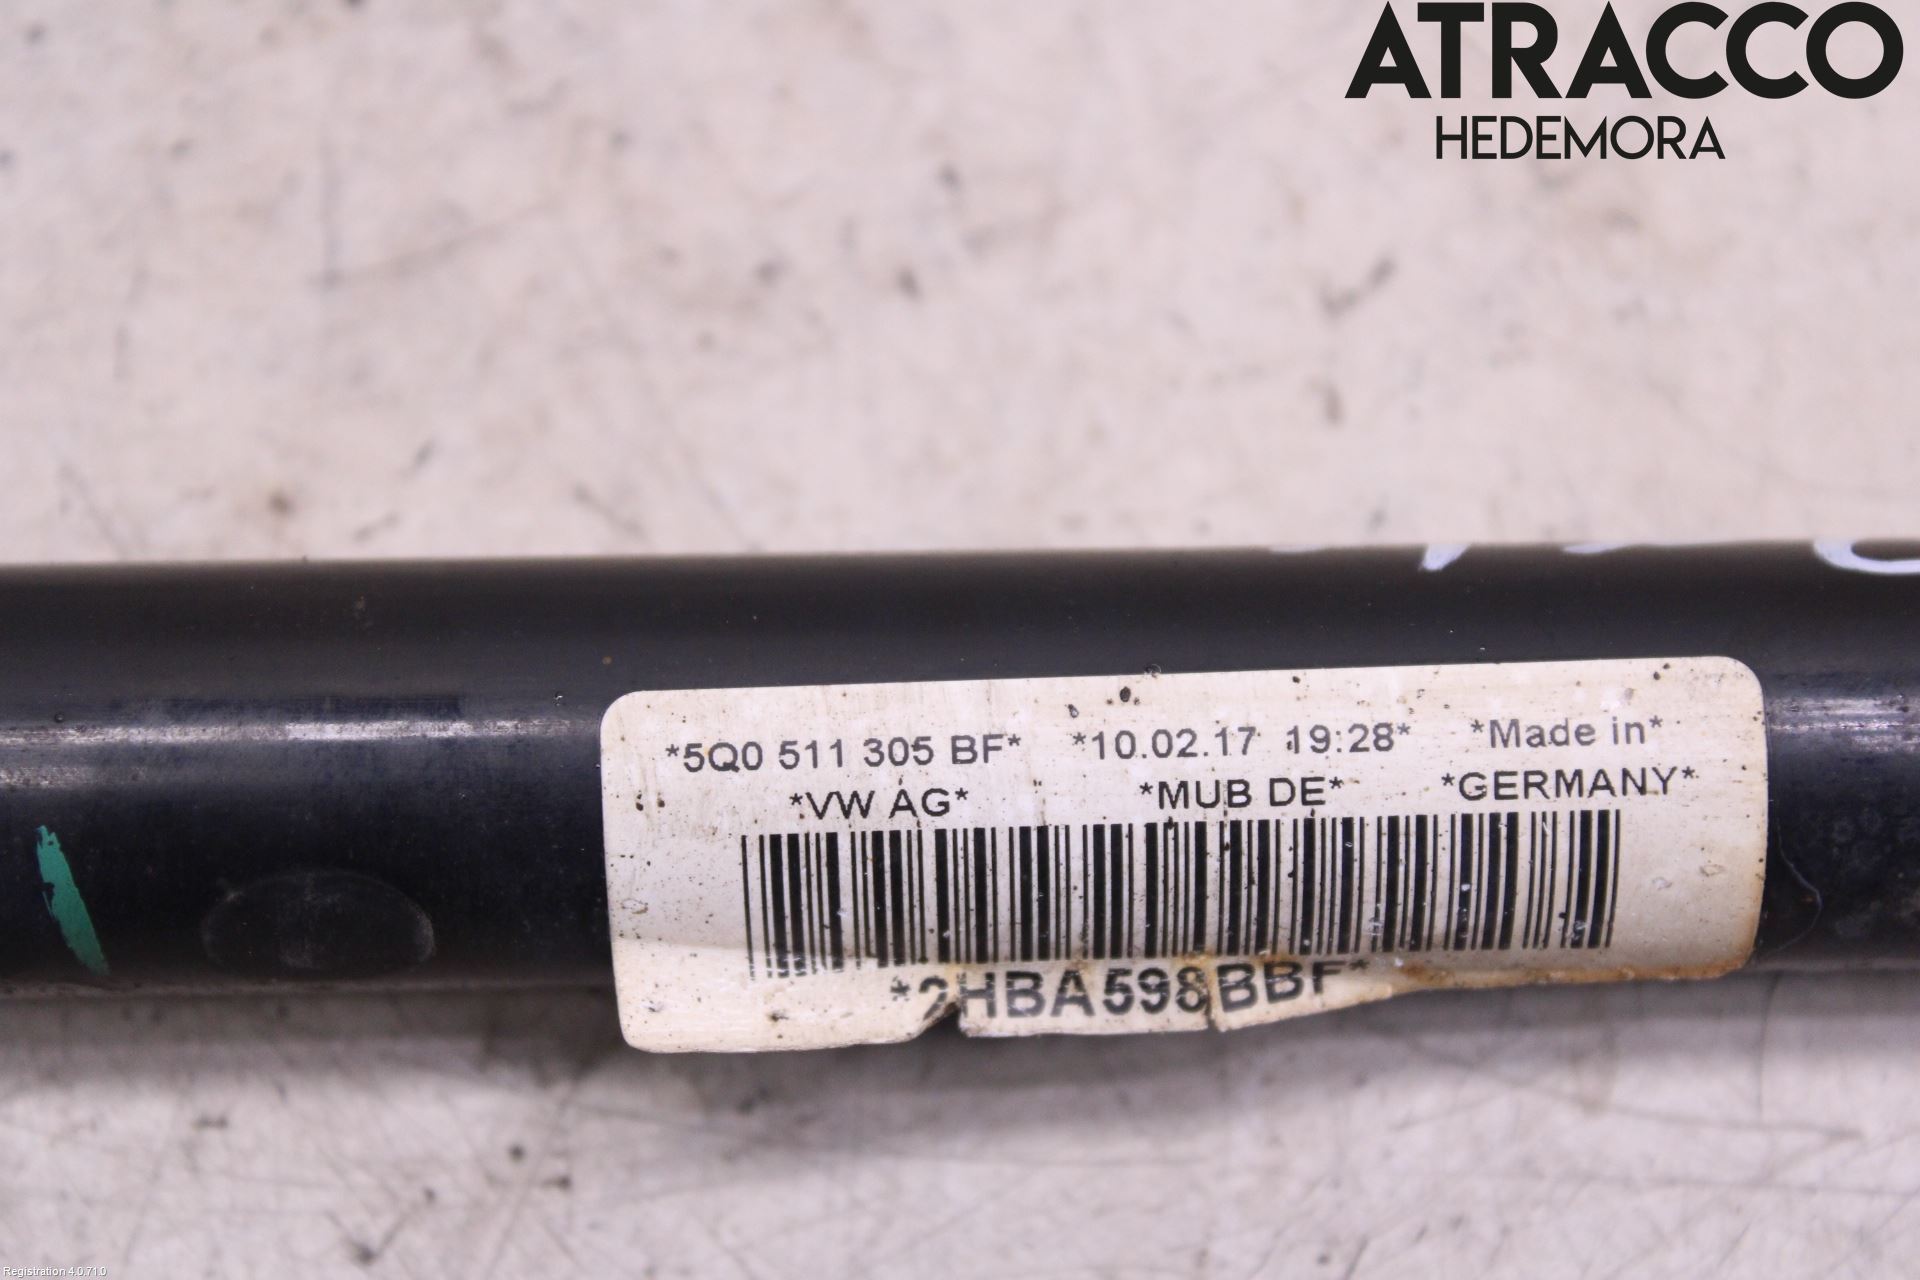 ATRACCO
HEDEMORA
*5Q0 511 305 BF* *10.02.17 19:28* *Made in*
*VW AG* *MUB DE* *GERMANY*
*2HBA598BBF*
Registration 4.0.71.0